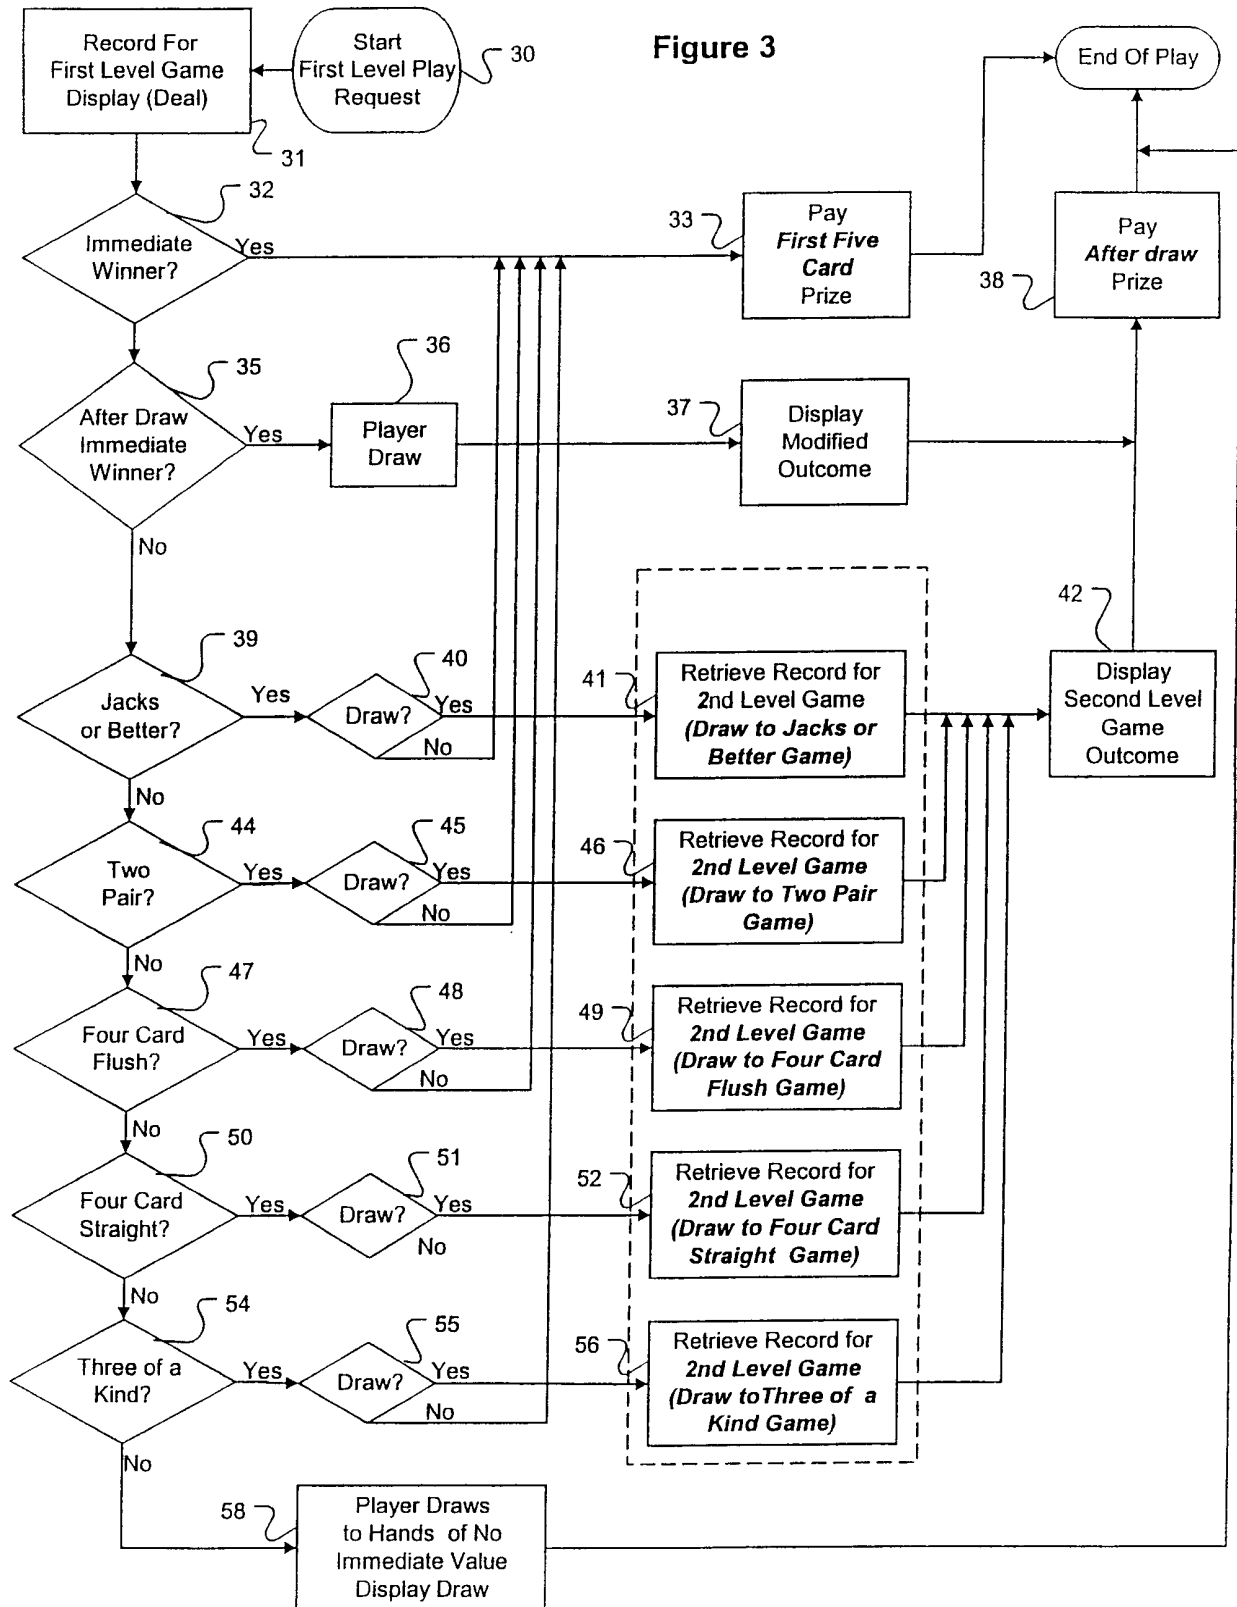 Figure 3
Record For
First Level Game
Display (Deal)
31
Start
First Level Play
Request
30
End Of Play
32
Immediate
Winner?
Yes
33
Pay
First Five
Card
Prize
38
Pay
After draw
Prize
35
After Draw
Immediate
Winner?
Yes
No
36
Player
Draw
37
Display
Modified
Outcome
39
Jacks
or Better?
Yes
No
40
Draw?
Yes
No
41
Retrieve Record for
2nd Level Game
(Draw to Jacks or
Better Game)
42
Display
Second Level
Game
Outcome
44
Two
Pair?
Yes
No
45
Draw?
Yes
No
46
Retrieve Record for
2nd Level Game
(Draw to Two Pair
Game)
47
Four Card
Flush?
Yes
No
48
Draw?
Yes
No
49
Retrieve Record for
2nd Level Game
(Draw to Four Card
Flush Game)
50
Four Card
Straight?
Yes
No
51
Draw?
Yes
No
52
Retrieve Record for
2nd Level Game
(Draw to Four Card
Straight Game)
54
Three of a
Kind?
Yes
No
55
Draw?
Yes
No
56
Retrieve Record for
2nd Level Game
(Draw toThree of a
Kind Game)
58
Player Draws
to Hands of No
Immediate Value
Display Draw